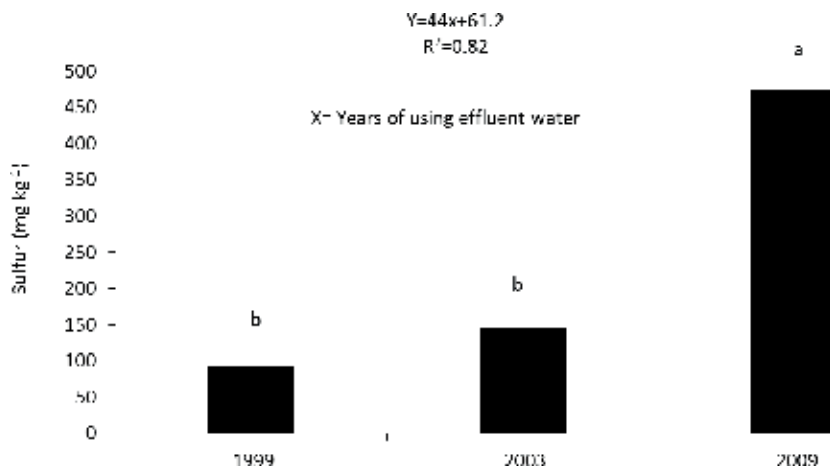 Y=44x+61.2
R²=0.82
a
500
X= Years of using effluent water
450
400
350
300
250
200
150
100
50
0
Sulfur (mg kg⁻¹)
b
b
1999
2003
2009